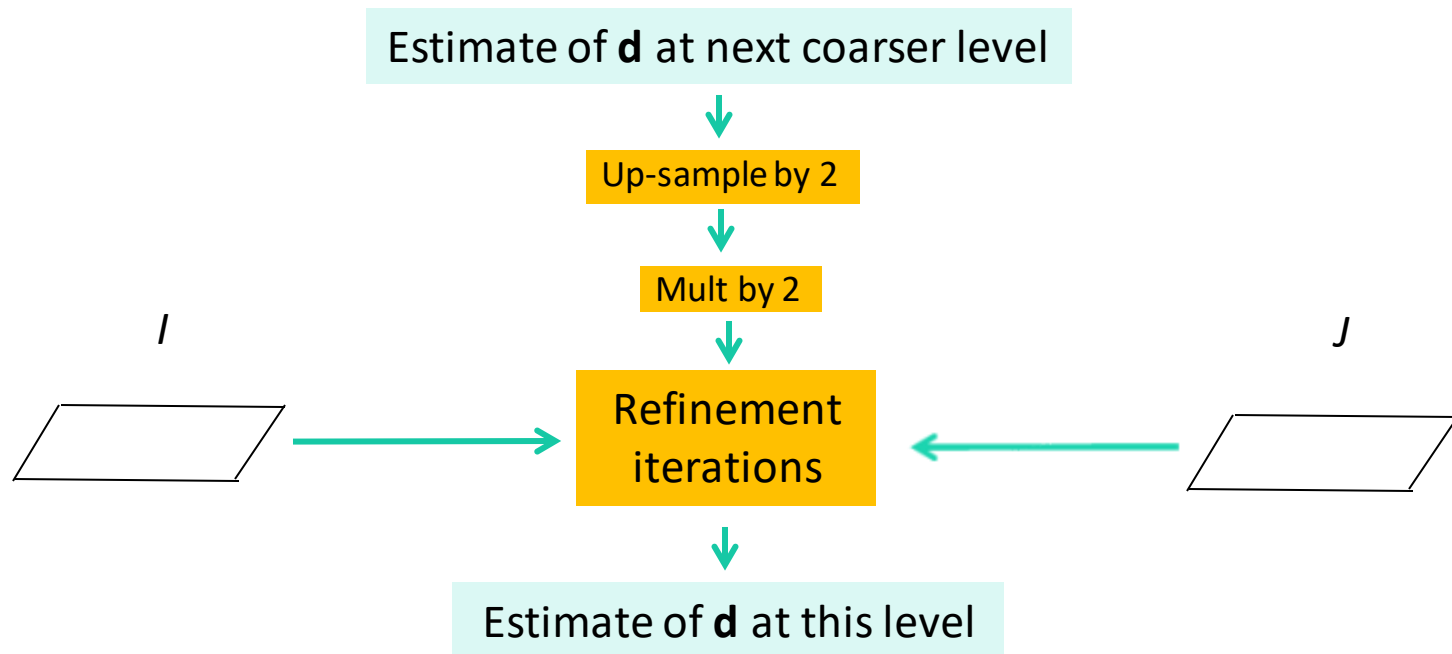 Estimate of d at next coarser level
Up-sample by 2
Mult by 2
I
J
Refinement
iterations
Estimate of d at this level